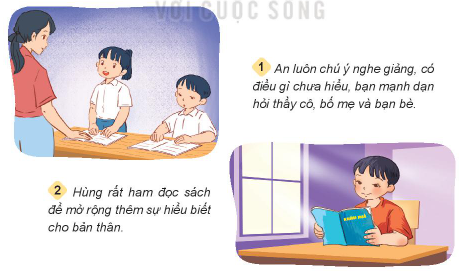 VỚI CUỘC SỐNG
1 An luôn chú ý nghe giảng, có
điều gì chưa hiểu, bạn mạnh dạn
hỏi thầy cô, bố mẹ và bạn bè.
2 Hùng rất ham đọc sách
để mở rộng thêm sự hiểu biết
cho bản thân.
KHÁM PHÁ